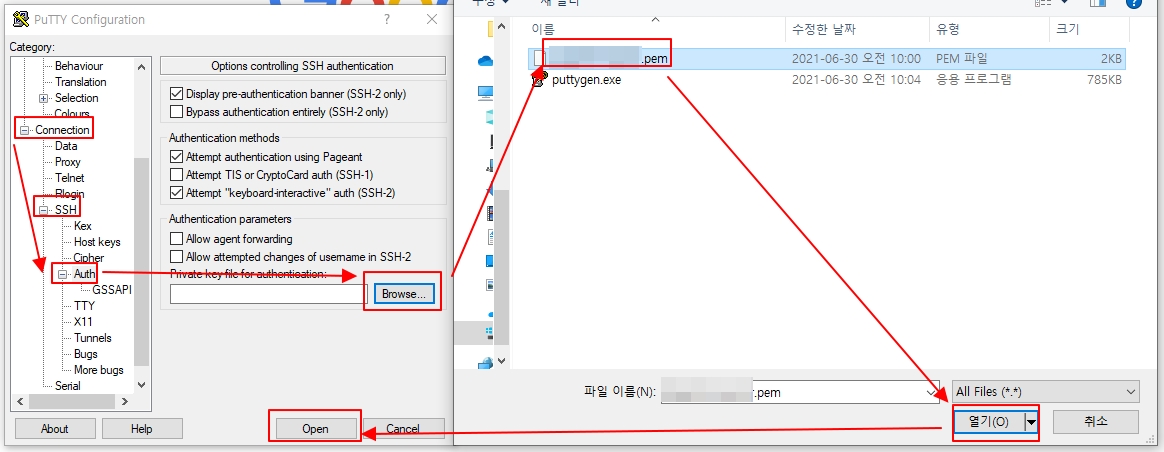 PuTTY Configuration
?
Category:
Behaviour
Translation
Selection
Colours
Connection
Data
Proxy
Telnet
Rlogin
SSH
Kex
Host keys
Cipher
Auth
GSSAPI
TTY
X11
Tunnels
Bugs
More bugs
Serial
Options controlling SSH authentication
Display pre-authentication banner (SSH-2 only)
Bypass authentication entirely (SSH-2 only)
Authentication methods
Attempt authentication using Pageant
Attempt TIS or CryptoCard auth (SSH-1)
Attempt "keyboard-interactive" auth (SSH-2)
Authentication parameters
Allow agent forwarding
Allow attempted changes of username in SSH-2
Private key file for authentication:
Browse...
About
Help
Open
Cancel
이름
수정한 날짜
유형
크기
.pem
2021-06-30 오전 10:00
PEM 파일
2KB
puttygen.exe
2021-06-30 오전 10:04
응용 프로그램
785KB
파일 이름(N):
.pem
All Files (*.*)
열기(O)
취소